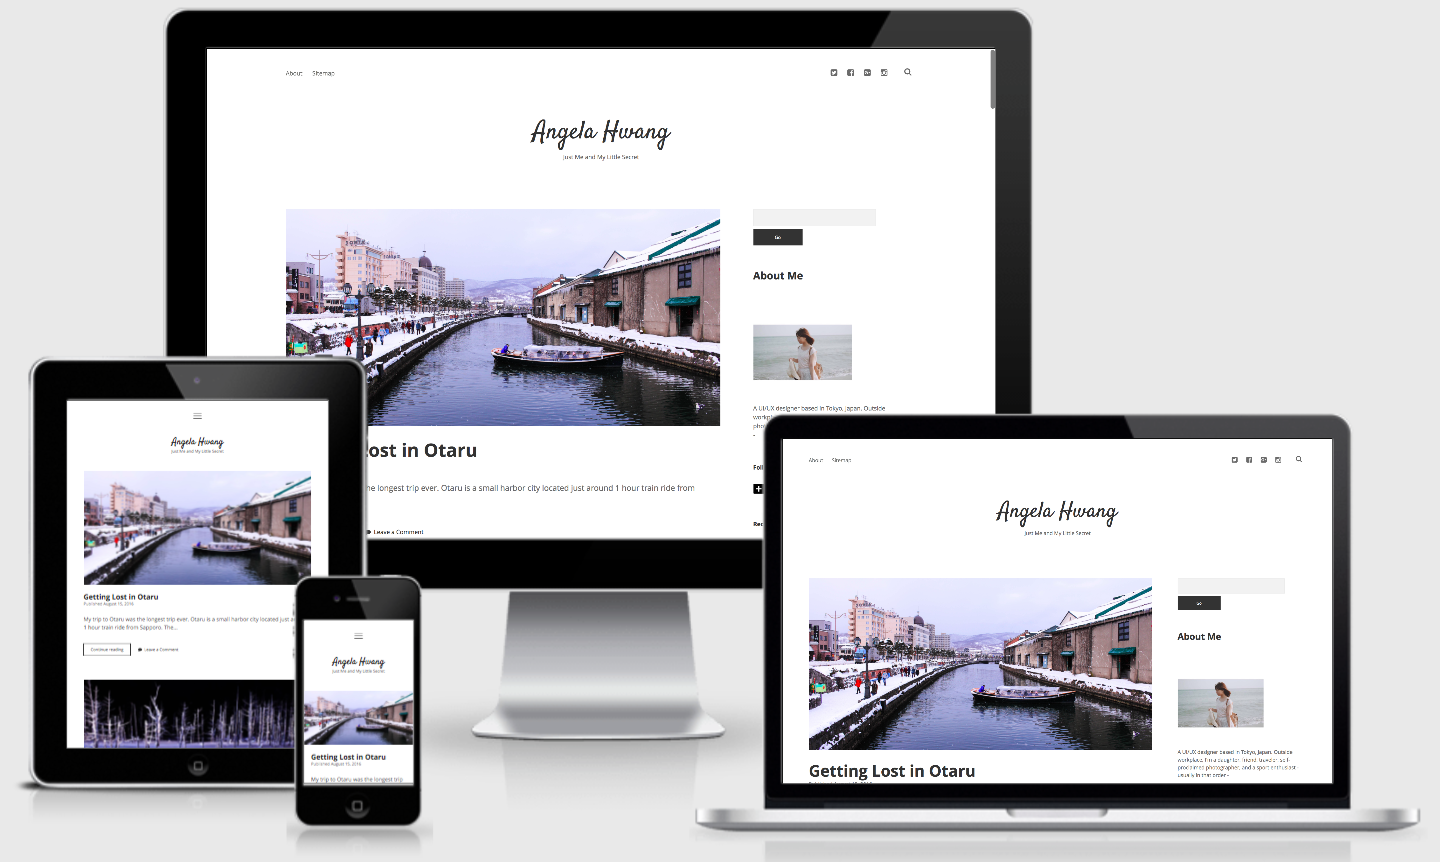 About Sitemap
Angela Hwang
Just Me and My Little Secret
Go
About Me
A UI/UX designer based in Tokyo, Japan. Outside
Lost in Otaru
the longest trip ever. Otaru is a small harbor city located just around 1 hour train ride from
Leave a Comment
Angela Hwang
Just Me and My Little Secret
Getting Lost in Otaru
Published August 15, 2016
My trip to Otaru was the longest trip ever. Otaru is a small harbor city located just
1 hour train ride from Sapporo. The...
Continue reading
Leave a Comment
Angela Hwang
Just Me and My Little Secret
Getting Lost in Otaru
Published August 15, 2016
My trip to Otaru was the longest trip
About Sitemap
Angela Hwang
Just Me and My Little Secret
Go
About Me
A UI/UX designer based in Tokyo, Japan. Outside
workplace, I'm a daughter, friend, traveler, self-
proclaimed photographer, and a sport enthusiast -
usually in that order.-
Getting Lost in Otaru